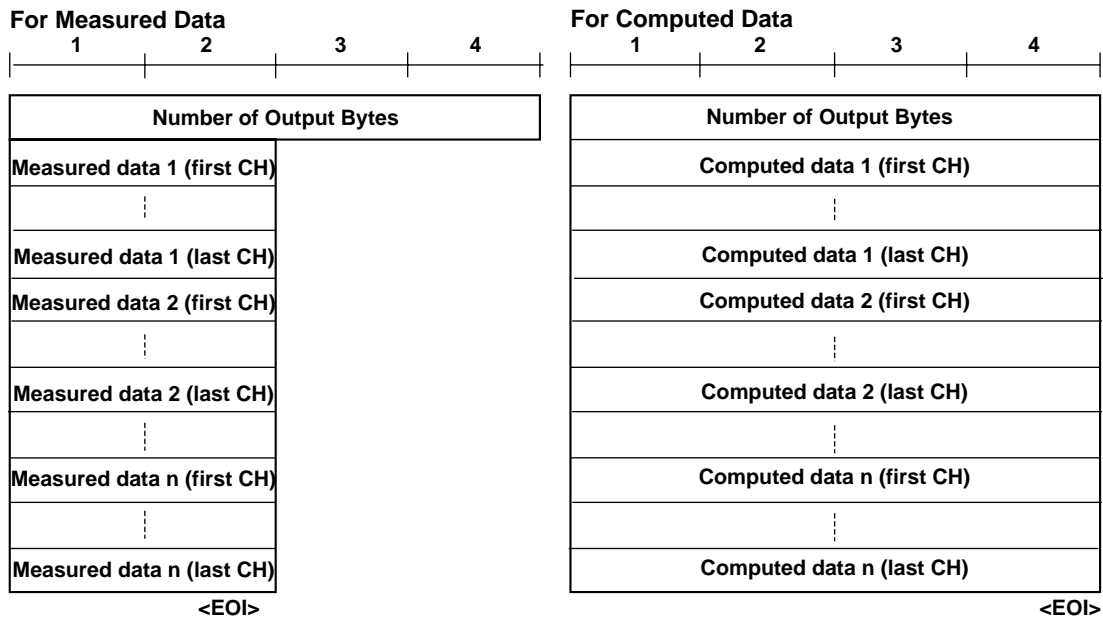 For Measured Data
1 2 3 4
Number of Output Bytes
Measured data 1 (first CH)
Measured data 1 (last CH)
Measured data 2 (first CH)
Measured data 2 (last CH)
Measured data n (first CH)
Measured data n (last CH)
<EOI>
For Computed Data
1 2 3 4
Number of Output Bytes
Computed data 1 (first CH)
Computed data 1 (last CH)
Computed data 2 (first CH)
Computed data 2 (last CH)
Computed data n (first CH)
Computed data n (last CH)
<EOI>